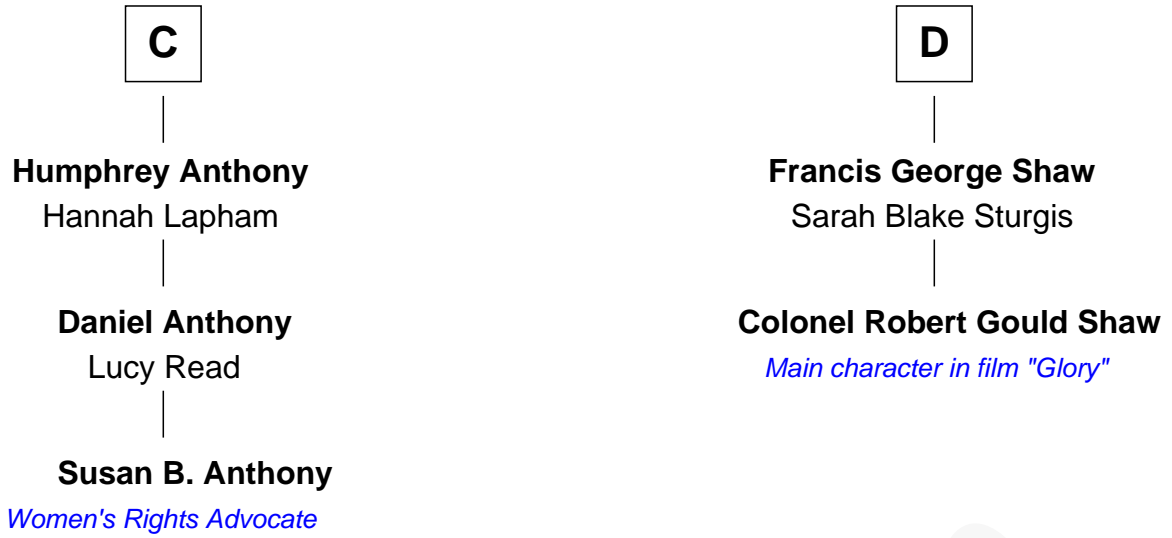 C
Humphrey Anthony
Hannah Lapham
Daniel Anthony
Lucy Read
Susan B. Anthony
Women's Rights Advocate
D
Francis George Shaw
Sarah Blake Sturgis
Colonel Robert Gould Shaw
Main character in film "Glory"